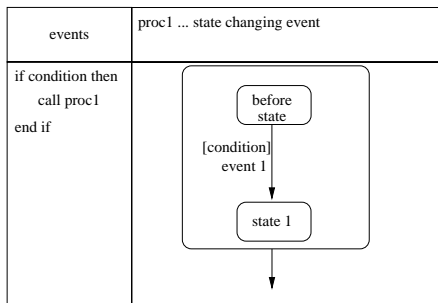 events
proc1 ... state changing event
if condition then
call proc1
end if
before
state
[condition]
event 1
state 1